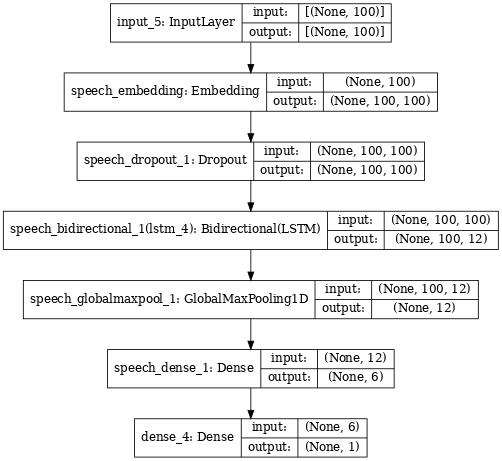 input_5: InputLayer
input: [(None, 100)]
output: [(None, 100)]
speech_embedding: Embedding
input: (None, 100)
output: (None, 100, 100)
speech_dropout_1: Dropout
input: (None, 100, 100)
output: (None, 100, 100)
speech_bidirectional_1(lstm_4): Bidirectional(LSTM)
input: (None, 100, 100)
output: (None, 100, 12)
speech_globalmaxpool_1: GlobalMaxPooling1D
input: (None, 100, 12)
output: (None, 12)
speech_dense_1: Dense
input: (None, 12)
output: (None, 6)
dense_4: Dense
input: (None, 6)
output: (None, 1)